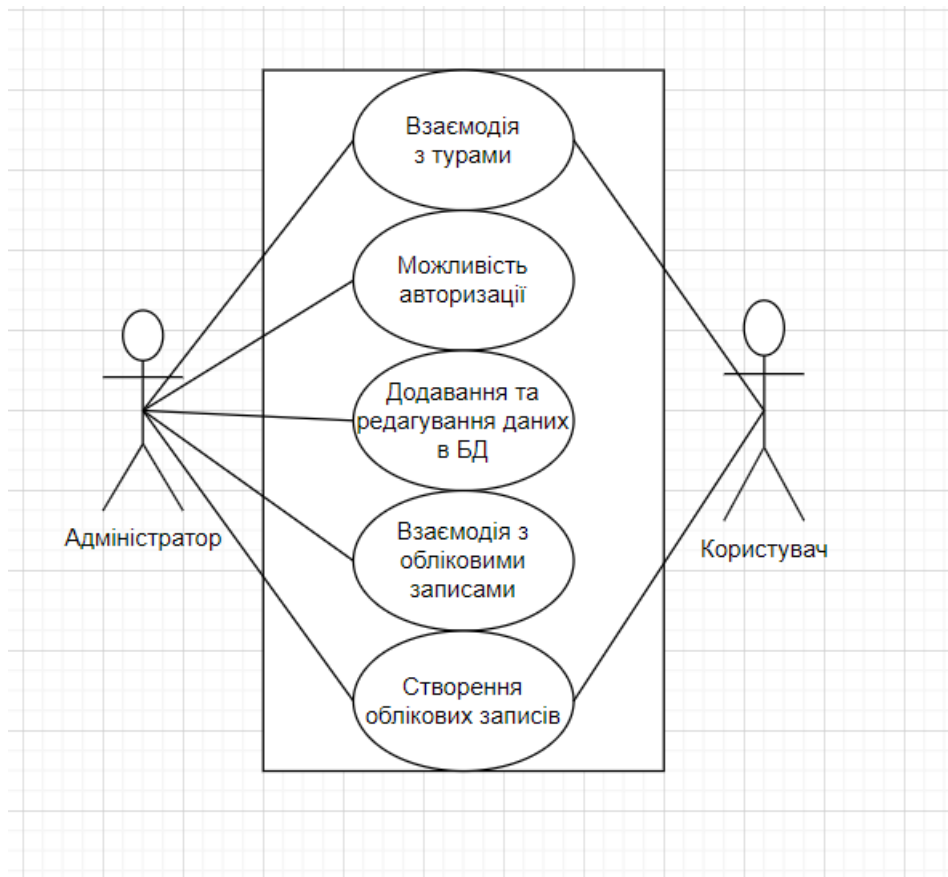 Взаємодія
з турами
Можливість
авторизації
Додавання та
редагування даних
в БД
Взаємодія з
обліковими
записами
Створення
облікових записів
Адміністратор
Користувач